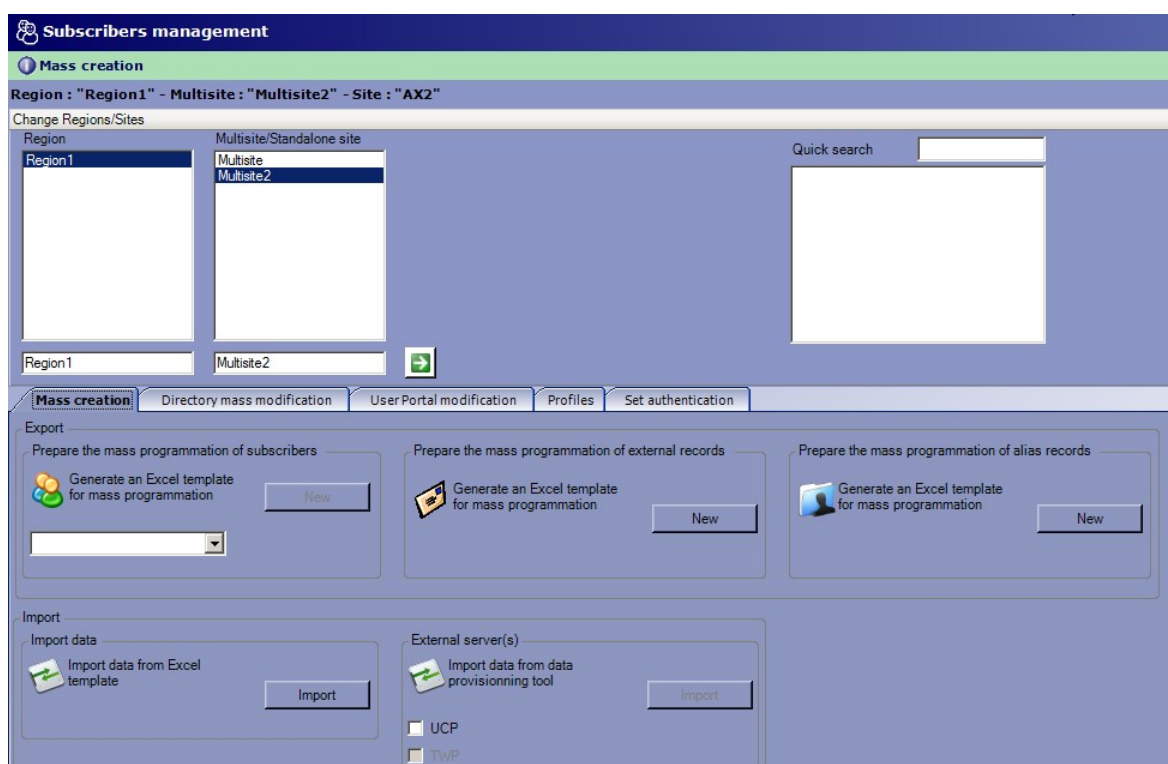 Subscribers management
Mass creation
Region : "Region1" - Multisite : "Multisite2" - Site : "AX2"
Change Regions/Sites
Region
Multisite/Standalone site
Quick search
Region1
Multisite
Multisite2
Region1
Multisite2
Mass creation
Directory mass modification
User Portal modification
Profiles
Set authentication
Export
Prepare the mass programmation of subscribers
Generate an Excel template
for mass programmation
New
Prepare the mass programmation of external records
Generate an Excel template
for mass programmation
New
Prepare the mass programmation of alias records
Generate an Excel template
for mass programmation
New
Import
Import data
Import data from Excel
template
Import
External server(s)
Import data from data
provisionning tool
Import
UCP
TWP